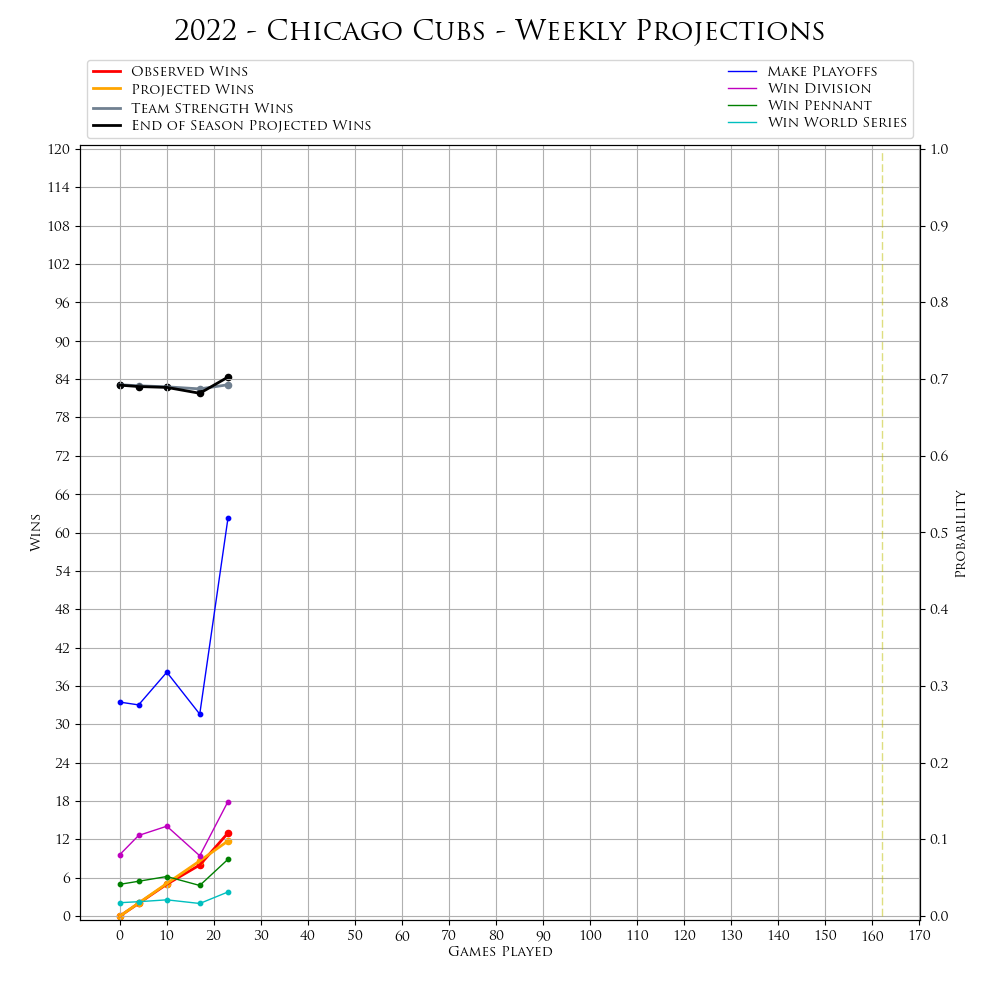 2022 - Chicago Cubs - Weekly Projections
Observed Wins
Projected Wins
Team Strength Wins
End of Season Projected Wins
Make Playoffs
Win Division
Win Pennant
Win World Series
120
114
108
102
96
90
84
78
72
66
60
54
48
42
36
30
24
18
12
6
0
Wins
1.0
0.9
0.8
0.7
0.6
0.5
0.4
0.3
0.2
0.1
0.0
Probability
0 10 20 30 40 50 60 70 80 90 100 110 120 130 140 150 160 170
Games Played